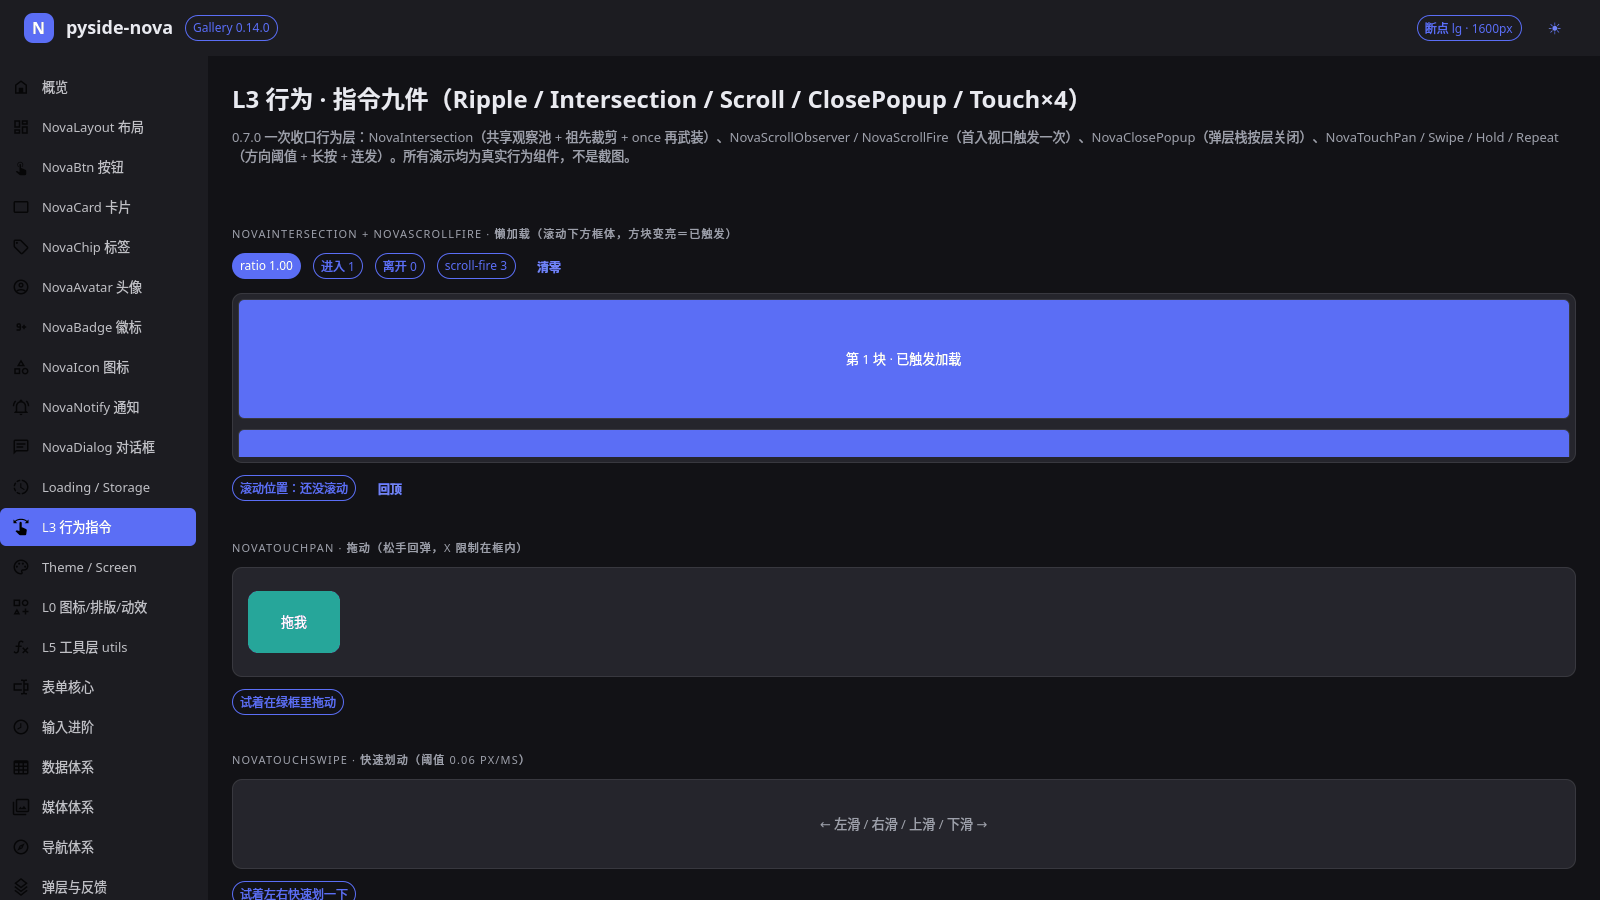 N
pyside-nova
Gallery 0.14.0
断点 lg · 1600px
概览
NovaLayout 布局
NovaBtn 按钮
NovaCard 卡片
NovaChip 标签
NovaAvatar 头像
9+
NovaBadge 徽标
NovaIcon 图标
NovaNotify 通知
NovaDialog 对话框
Loading / Storage
L3 行为指令
Theme / Screen
L0 图标/排版/动效
L5 工具层 utils
表单核心
输入进阶
数据体系
媒体体系
导航体系
弹层与反馈
L3 行为 · 指令九件（Ripple / Intersection / Scroll / ClosePopup / Touch×4）
0.7.0 一次收口行为层：NovaIntersection（共享观察池 + 祖先裁剪 + once 再武装）、NovaScrollObserver / NovaScrollFire（首入视口触发一次）、NovaClosePopup（弹层栈按层关闭）、NovaTouchPan / Swipe / Hold / Repeat
（方向阈值 + 长按 + 连发）。所有演示均为真实行为组件，不是截图。
NOVAINTERSECTION + NOVASCROLLFIRE · 懒加载（滚动下方框体，方块变亮＝已触发）
ratio 1.00
进入 1
离开 0
scroll-fire 3
清零
第 1 块 · 已触发加载
滚动位置：还没滚动
回顶
NOVATOUCHPAN · 拖动（松手回弹，X 限制在框内）
拖我
试着在绿框里拖动
NOVATOUCHSWIPE · 快速划动（阈值 0.06 PX/MS）
← 左滑 / 右滑 / 上滑 / 下滑 →
试着左右快速划一下